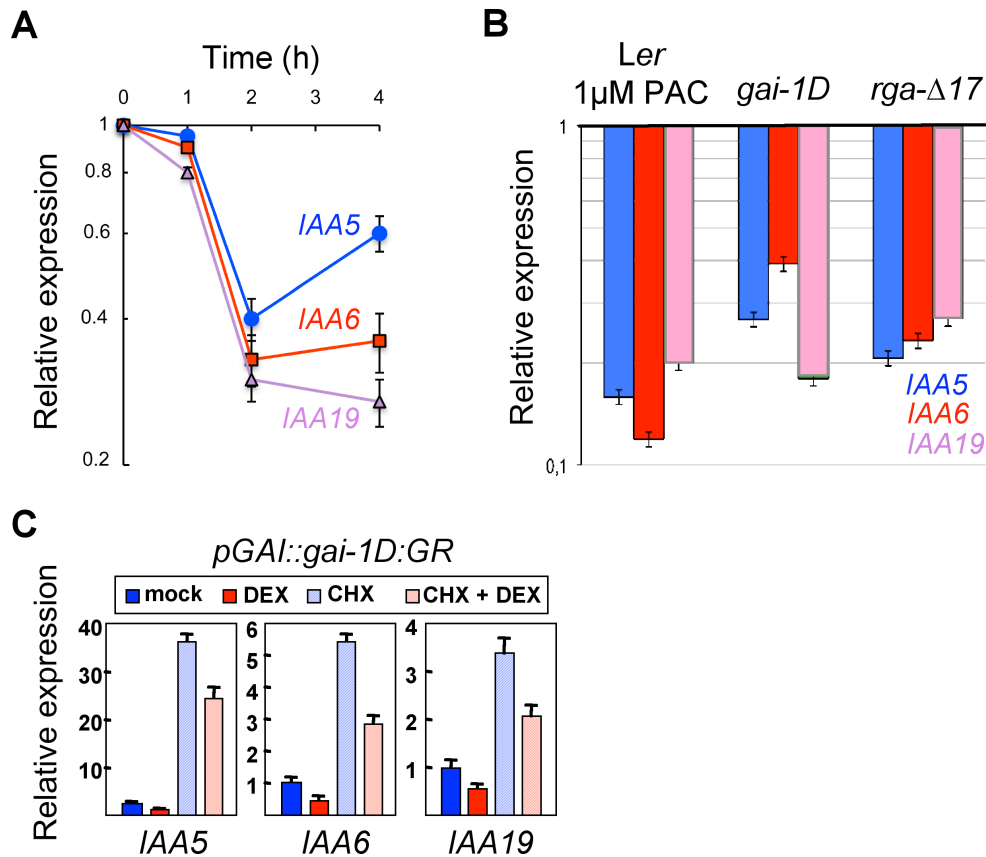 A
Time (h)
0 1 2 3 4
Relative expression
1
0.8
0.6
0.4
0.2
IAA5
IAA6
IAA19
B
Ler
1µM PAC
gai-1D
rga-Δ17
Relative expression
1
0,1
IAA5
IAA6
IAA19
C
pGAI::gai-1D:GR
mock DEX CHX CHX + DEX
Relative expression
40
30
20
10
IAA5
6
5
4
3
2
1
IAA6
4
3
2
1
IAA19